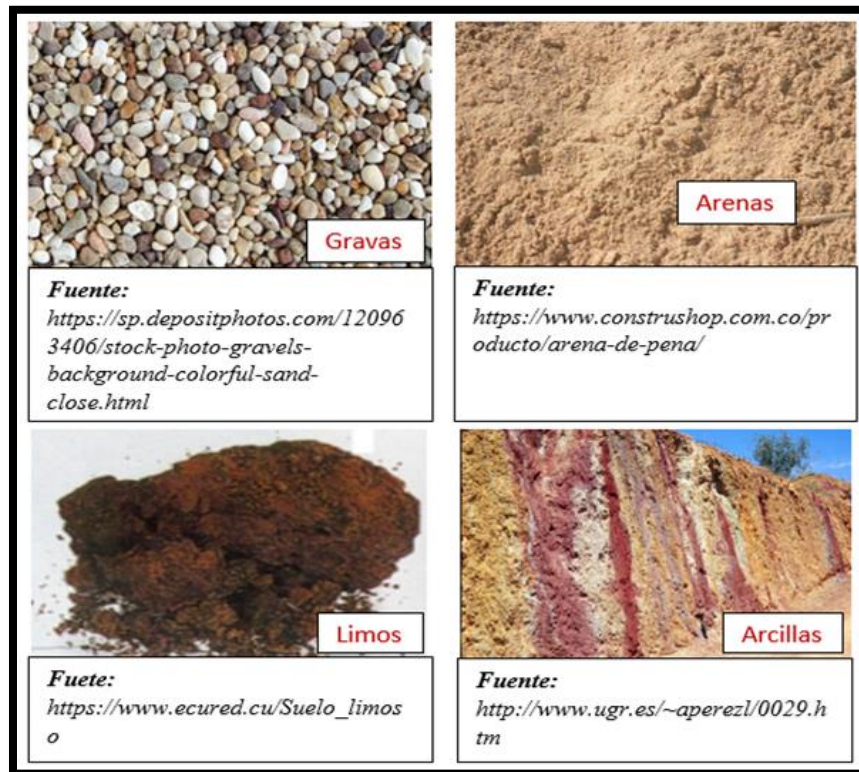 Gravas
Arenas
Fuente:
https://sp.depositphotos.com/12096
3406/stock-photo-gravels-
background-colorful-sand-
close.html
Fuente:
https://www.construshop.com.co/pr
oducto/arena-de-pena/
Limos
Arcillas
Fuete:
https://www.ecured.cu/Suelo_limos
o
Fuente:
http://www.ugr.es/~aperezl/0029.h
tm